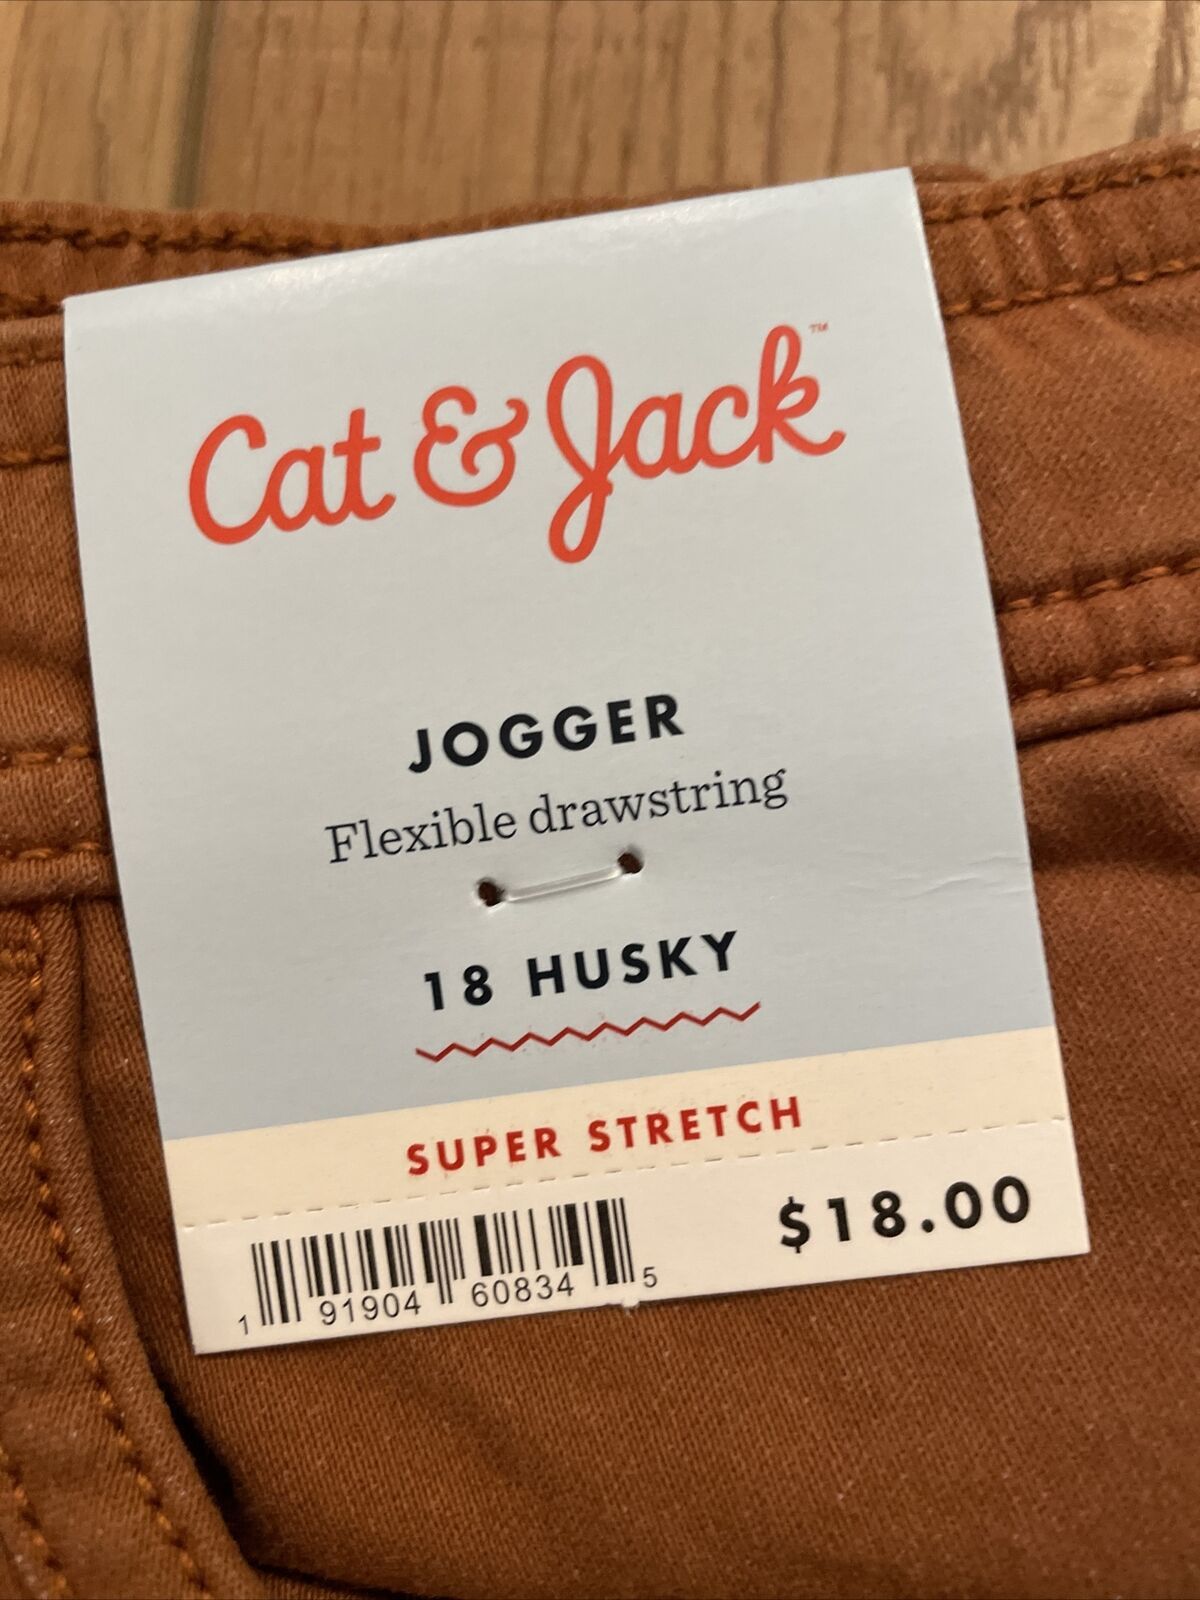 Cat & Jack™
JOGGER
Flexible drawstring
18 HUSKY
SUPER STRETCH
$18.00
1 91904 60834 5